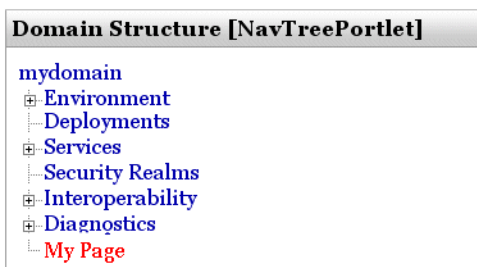 Domain Structure [NavTreePortlet]
mydomain
Environment
Deployments
Services
Security Realms
Interoperability
Diagnostics
My Page